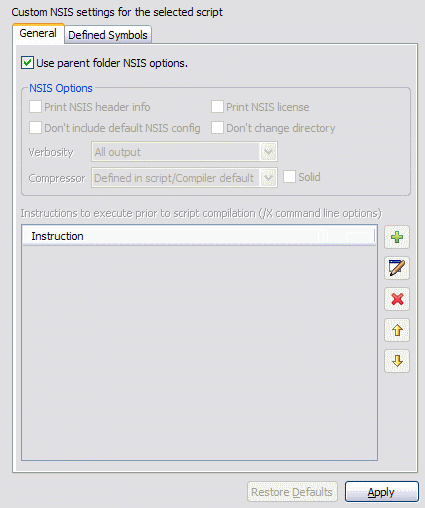 Custom NSIS settings for the selected script
General Defined Symbols
Use parent folder NSIS options.
NSIS Options
Print NSIS header info Print NSIS license
Don't include default NSIS config Don't change directory
Verbosity All output
Compressor Defined in script/Compiler default Solid
Instructions to execute prior to script compilation (/X command line options)
Instruction
Restore Defaults Apply